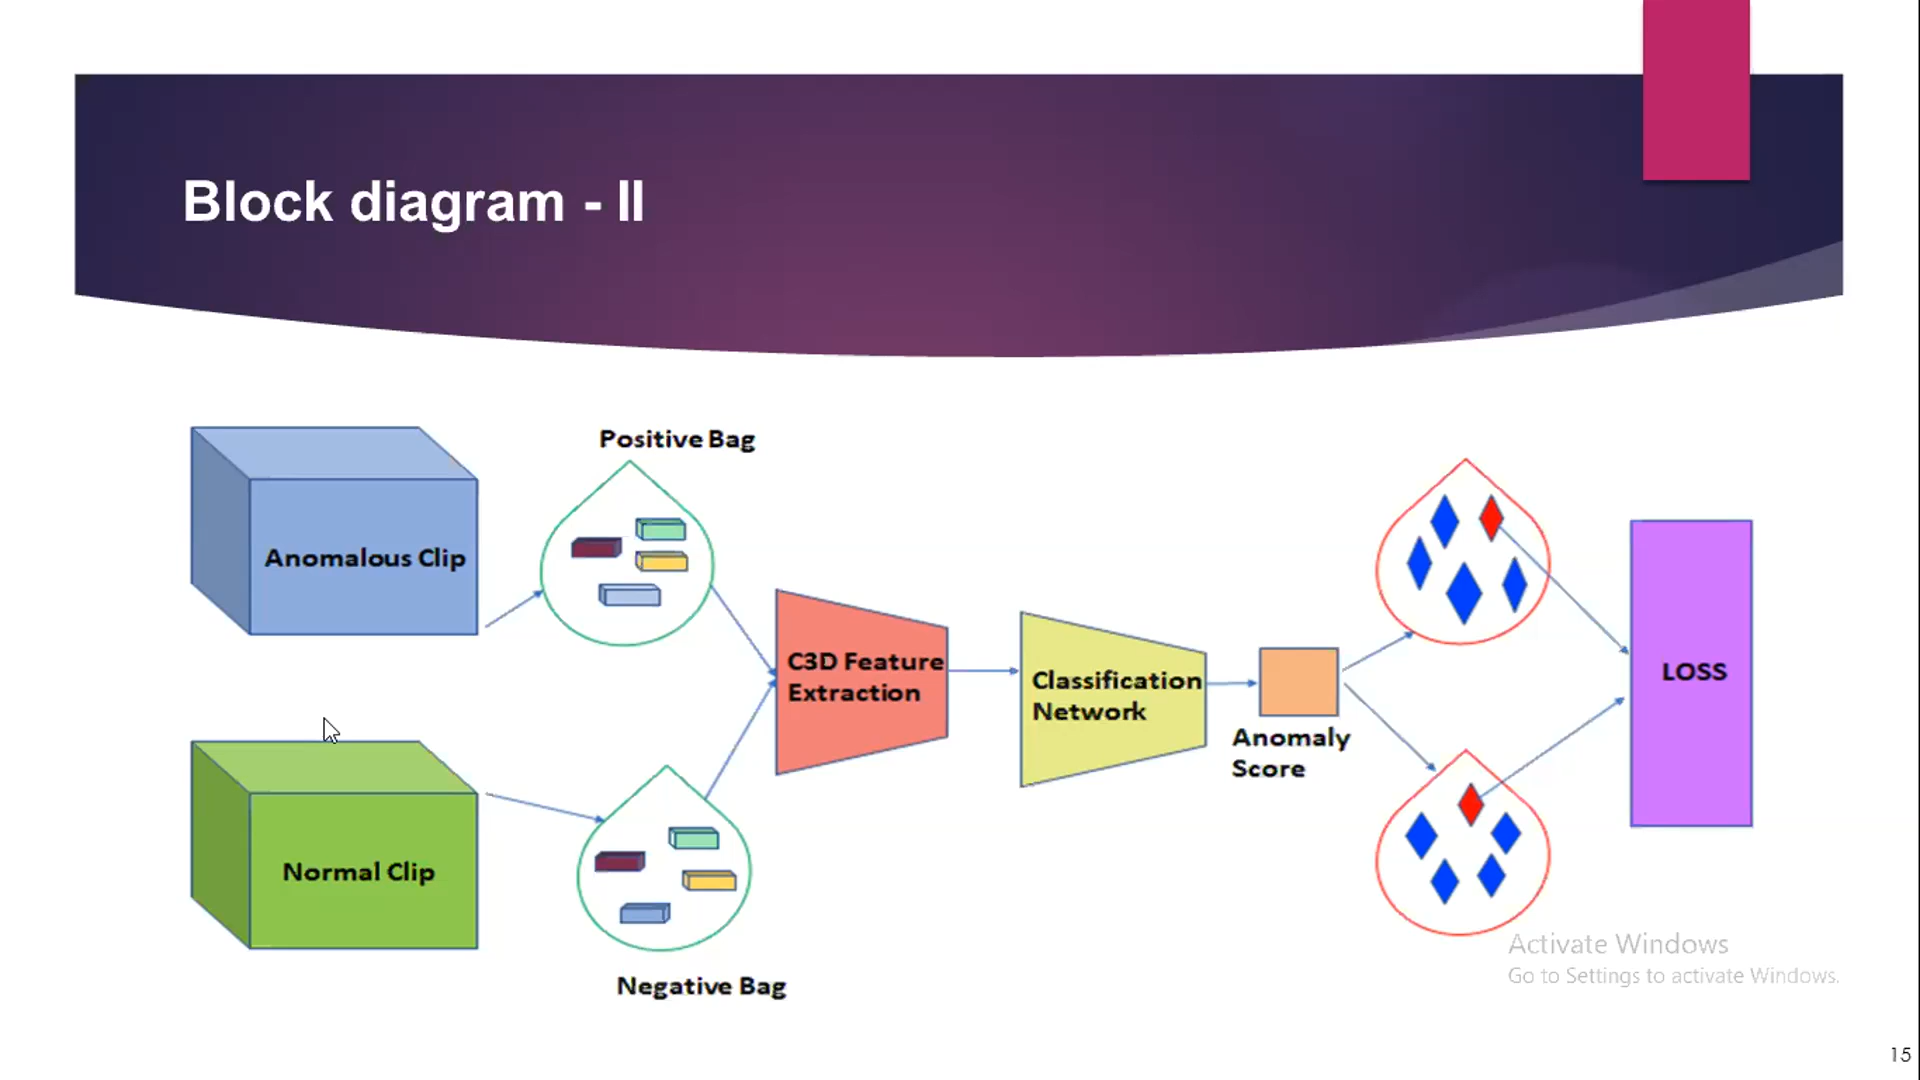 Block diagram - II
Positive Bag
Anomalous Clip
C3D Feature
Extraction
Classification
Network
LOSS
Anomaly
Score
Normal Clip
Negative Bag
Activate Windows
Go to Settings to activate Windows.
15